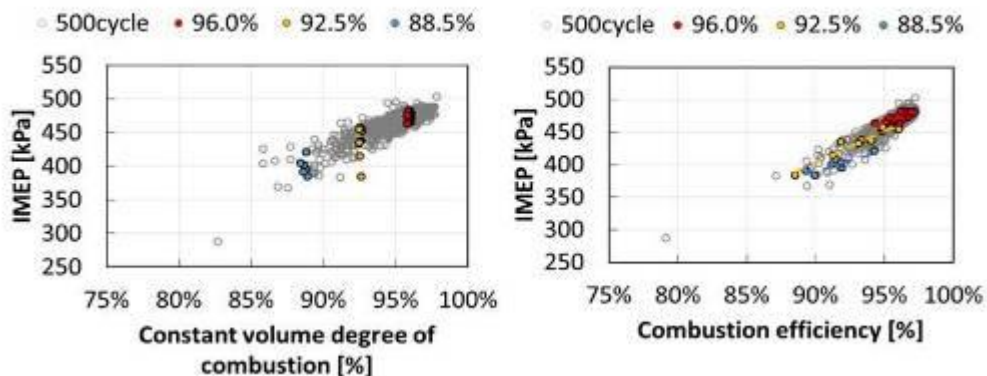 500cycle 96.0% 92.5% 88.5%
550
500
450
400
350
300
250
IMEP [kPa]
75% 80% 85% 90% 95% 100%
Constant volume degree of
combustion [%]
500cycle 96.0% 92.5% 88.5%
550
500
450
400
350
300
250
IMEP [kPa]
75% 80% 85% 90% 95% 100%
Combustion efficiency [%]